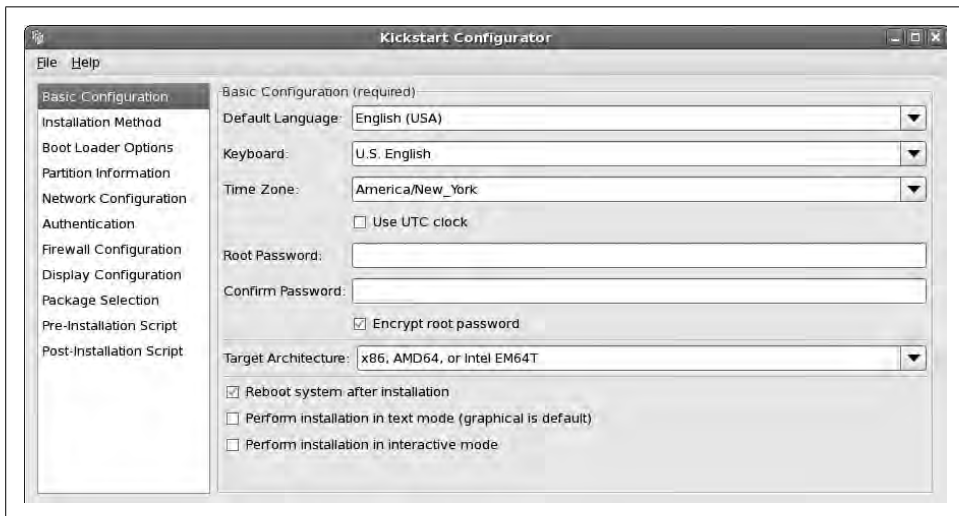 Kickstart Configurator
File Help
Basic Configuration
Installation Method
Boot Loader Options
Partition Information
Network Configuration
Authentication
Firewall Configuration
Display Configuration
Package Selection
Pre-Installation Script
Post-Installation Script
Basic Configuration (required)
Default Language: English (USA)
Keyboard: U.S. English
Time Zone: America/New_York
Use UTC clock
Root Password:
Confirm Password:
Encrypt root password
Target Architecture: x86, AMD64, or Intel EM64T
Reboot system after installation
Perform installation in text mode (graphical is default)
Perform installation in interactive mode